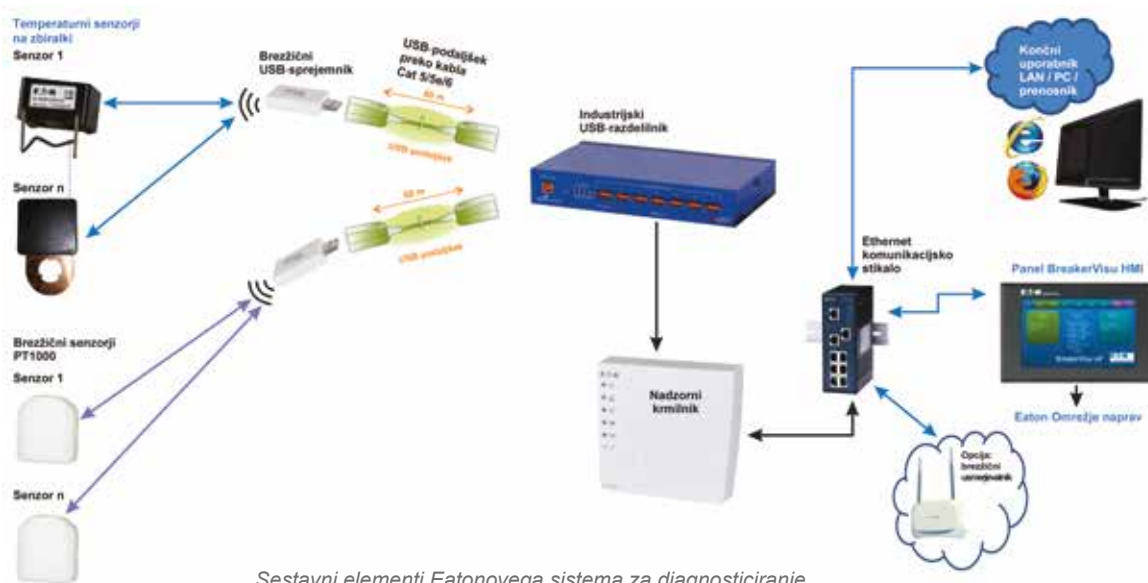 Temperaturni senzorji
na zbiralki
Senzor 1
Senzor n
Brezžični senzorji
PT1000
Senzor 1
Senzor n
Brezžični
USB-sprejemnik
USB-podaljšek
preko kabla
Cat 5/5e/6
60 m
USB podaljšek
60 m
USB podaljšek
Industrijski
USB-razdelilnik
Nadzorni
krmilnik
Ethernet
komunikacijsko
stikalo
Končni
uporabnik
LAN / PC /
prenosnik
Panel BreakerVisu HMI
Eaton Omrežje naprav
Opcija:
brezžični
usmerjevalnik
Sestavni elementi Eatonovega sistema za diagnosticiranje